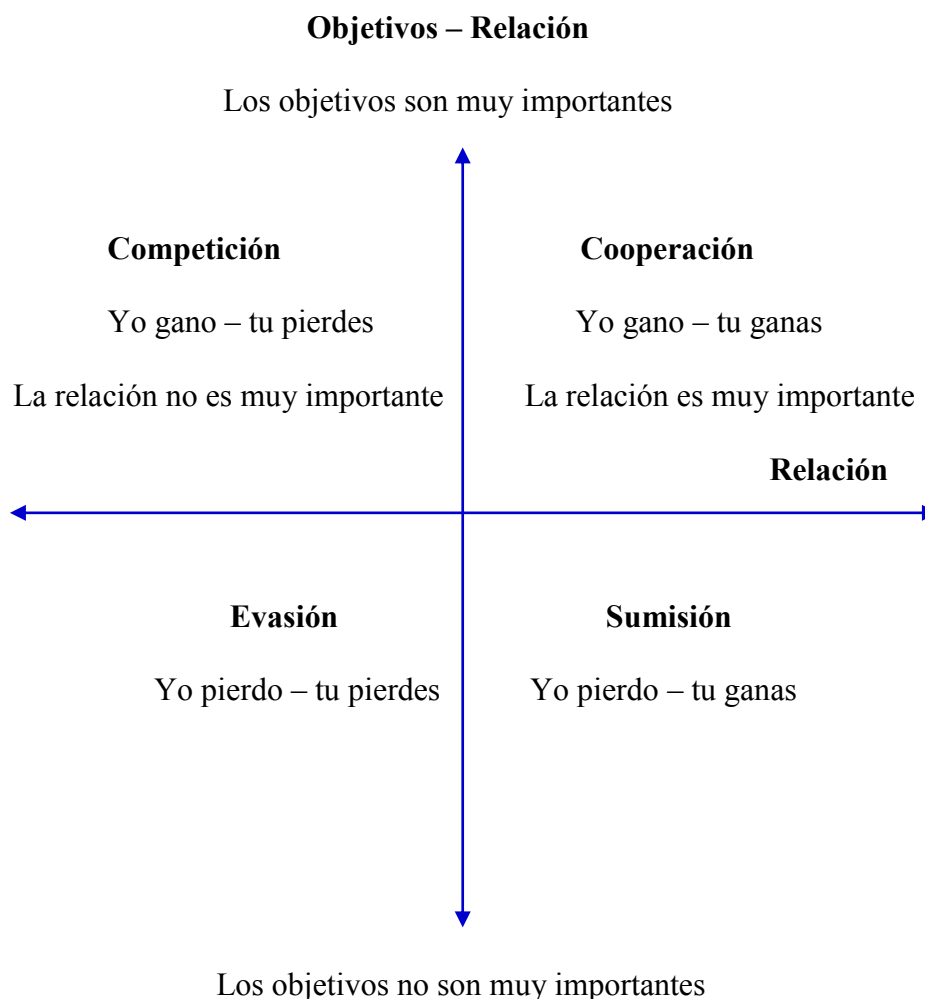 Objetivos – Relación
Los objetivos son muy importantes
Competición
Cooperación
Yo gano – tu pierdes
Yo gano – tu ganas
La relación no es muy importante
La relación es muy importante
Relación
Evasión
Sumisión
Yo pierdo – tu pierdes
Yo pierdo – tu ganas
Los objetivos no son muy importantes